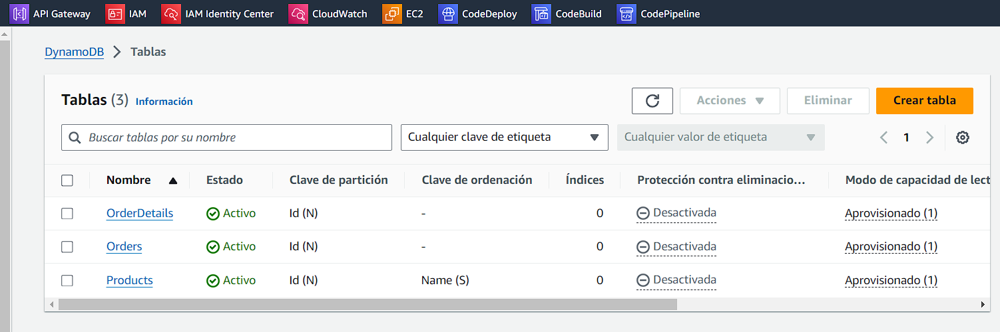 API Gateway IAM IAM Identity Center CloudWatch EC2 CodeDeploy CodeBuild CodePipeline
DynamoDB Tablas
Tablas (3) Información Acciones Eliminar Crear tabla
Buscar tablas por su nombre Cualquier clave de etiqueta Cualquier valor de etiqueta 1
Nombre Estado Clave de partición Clave de ordenación Índices Protección contra eliminacio... Modo de capacidad de lect
OrderDetails Activo Id (N) - 0 Desactivada Aprovisionado (1)
Orders Activo Id (N) - 0 Desactivada Aprovisionado (1)
Products Activo Id (N) Name (S) 0 Desactivada Aprovisionado (1)